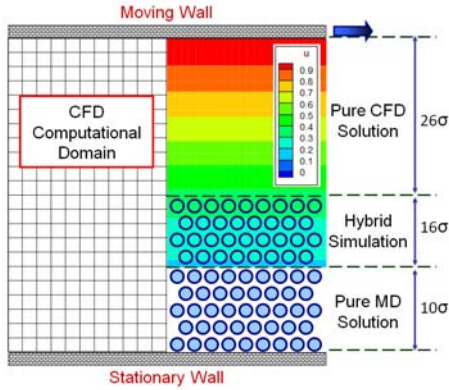 Moving Wall
u
0.9
0.8
0.7
0.6
0.5
0.4
0.3
0.2
0.1
0
CFD
Computational
Domain
Pure CFD
Solution
26σ
Hybrid
Simulation
16σ
Pure MD
Solution
10σ
Stationary Wall